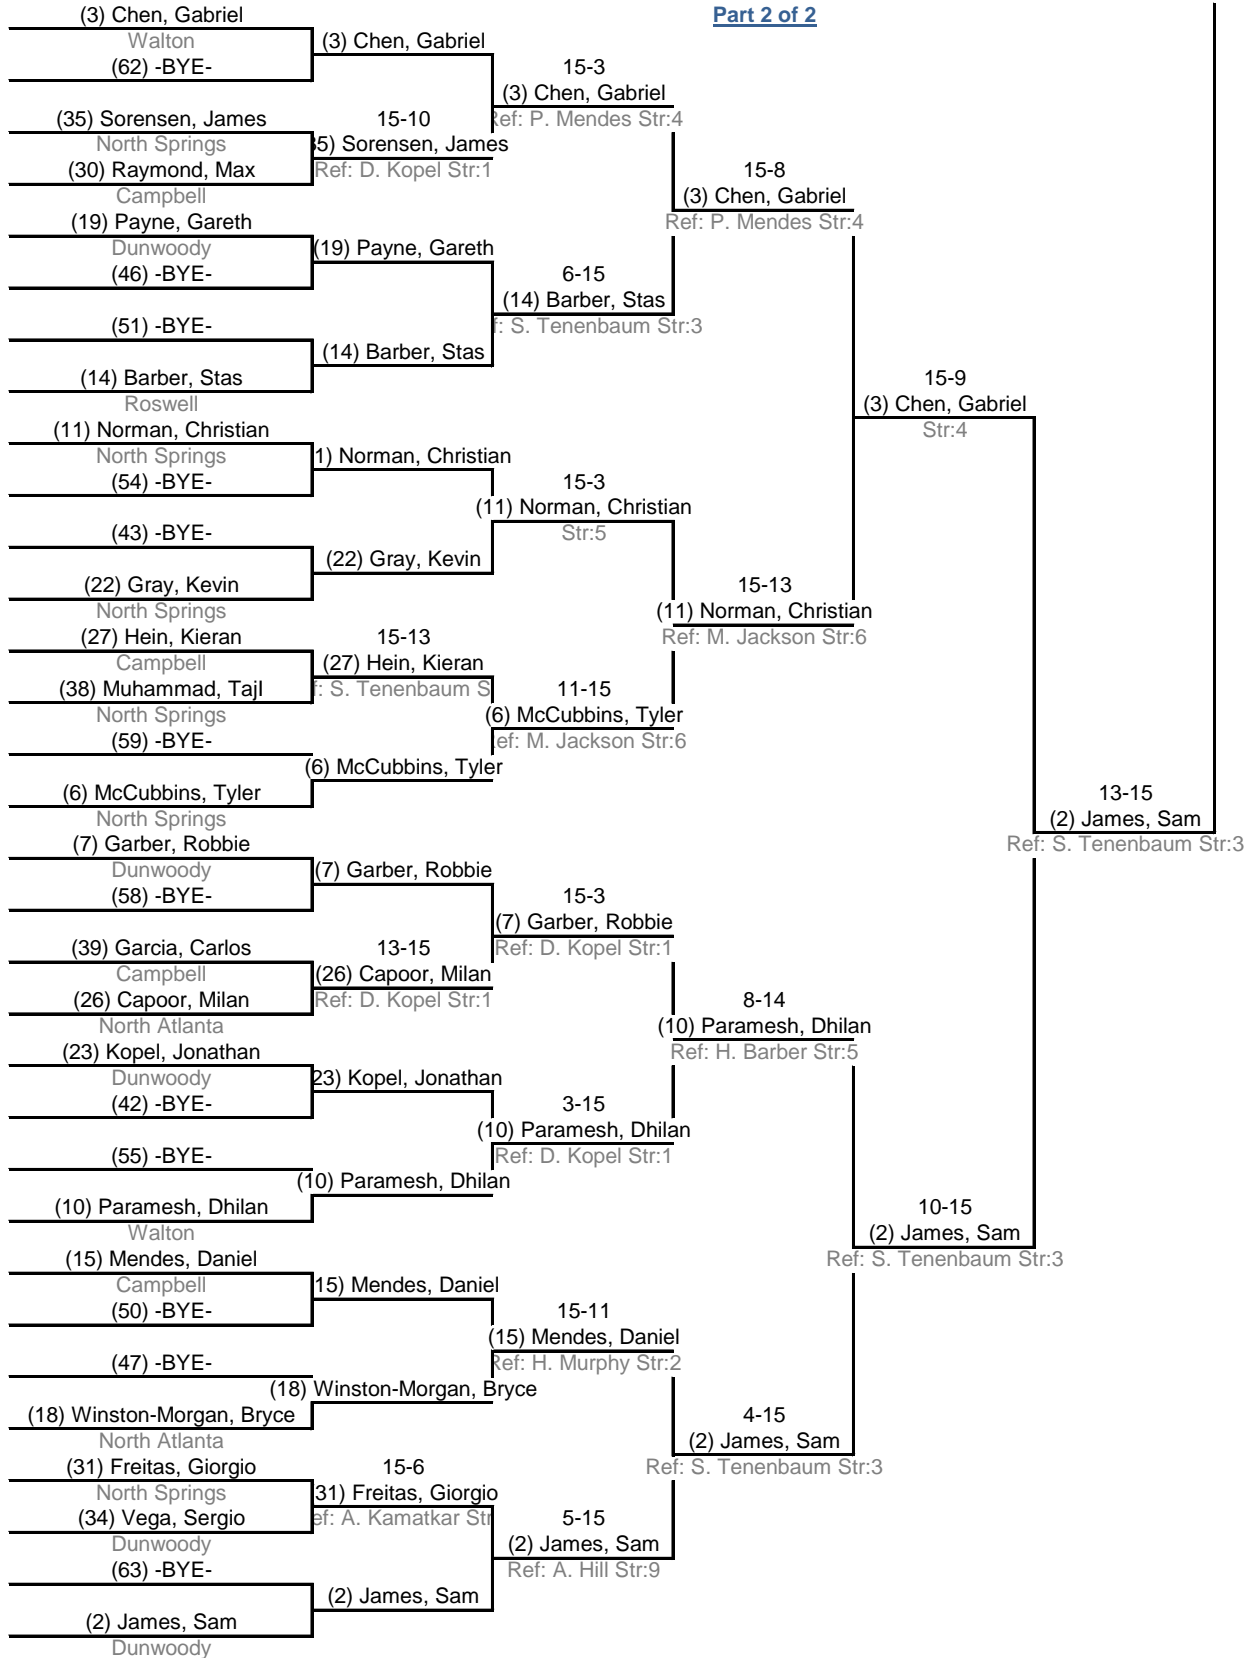 Part 2 of 2
(3) Chen, Gabriel
Walton
(62) -BYE-
(35) Sorensen, James
North Springs
(30) Raymond, Max
Campbell
(19) Payne, Gareth
Dunwoody
(46) -BYE-
(51) -BYE-
(14) Barber, Stas
Roswell
(11) Norman, Christian
North Springs
(54) -BYE-
(43) -BYE-
(22) Gray, Kevin
North Springs
(27) Hein, Kieran
Campbell
(38) Muhammad, TajI
North Springs
(59) -BYE-
(6) McCubbins, Tyler
North Springs
(7) Garber, Robbie
Dunwoody
(58) -BYE-
(39) Garcia, Carlos
Campbell
(26) Capoor, Milan
North Atlanta
(23) Kopel, Jonathan
Dunwoody
(42) -BYE-
(55) -BYE-
(10) Paramesh, Dhilan
Walton
(15) Mendes, Daniel
Campbell
(50) -BYE-
(47) -BYE-
(18) Winston-Morgan, Bryce
North Atlanta
(31) Freitas, Giorgio
North Springs
(34) Vega, Sergio
Dunwoody
(63) -BYE-
(2) James, Sam
Dunwoody
(3) Chen, Gabriel
15-10
35) Sorensen, James
Ref: D. Kopel Str:1
(19) Payne, Gareth
(14) Barber, Stas
1) Norman, Christian
(22) Gray, Kevin
15-13
(27) Hein, Kieran
f: S. Tenenbaum S
(6) McCubbins, Tyler
(7) Garber, Robbie
13-15
(26) Capoor, Milan
Ref: D. Kopel Str:1
23) Kopel, Jonathan
(10) Paramesh, Dhilan
15) Mendes, Daniel
(18) Winston-Morgan, Bryce
15-6
31) Freitas, Giorgio
ef: A. Kamatkar Str
(2) James, Sam
15-3
(3) Chen, Gabriel
Ref: P. Mendes Str:4
6-15
(14) Barber, Stas
f: S. Tenenbaum Str:3
15-3
(11) Norman, Christian
Str:5
11-15
(6) McCubbins, Tyler
ef: M. Jackson Str:6
15-3
(7) Garber, Robbie
Ref: D. Kopel Str:1
3-15
(10) Paramesh, Dhilan
Ref: D. Kopel Str:1
15-11
(15) Mendes, Daniel
Ref: H. Murphy Str:2
5-15
(2) James, Sam
Ref: A. Hill Str:9
15-8
(3) Chen, Gabriel
Ref: P. Mendes Str:4
15-13
(11) Norman, Christian
Ref: M. Jackson Str:6
8-14
(10) Paramesh, Dhilan
Ref: H. Barber Str:5
4-15
(2) James, Sam
Ref: S. Tenenbaum Str:3
15-9
(3) Chen, Gabriel
Str:4
10-15
(2) James, Sam
Ref: S. Tenenbaum Str:3
13-15
(2) James, Sam
Ref: S. Tenenbaum Str:3